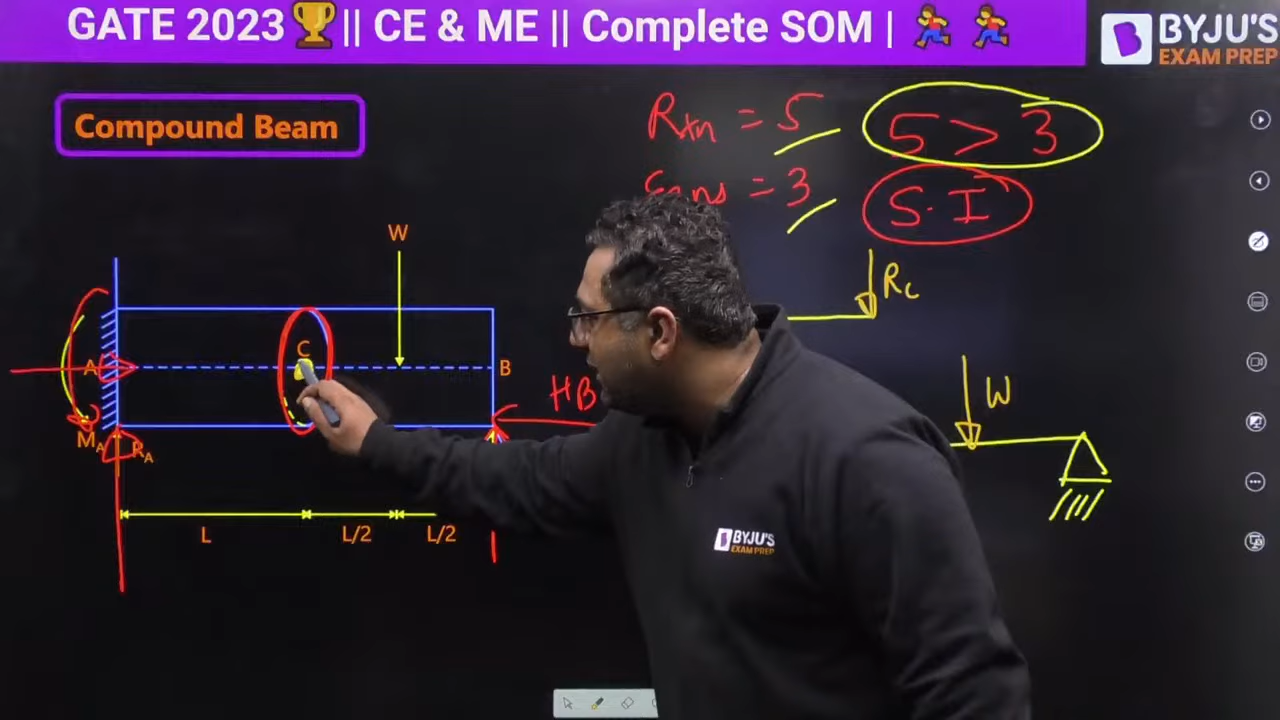 GATE 2023🏆|| CE & ME || Complete SOM | 🏃 🏃
BYJU'S
EXAM PREP
Compound Beam
Rxn = 5
5 > 3
= 3
S.I
W
RC
A
C
B
HB
W
MA
RA
L
L/2
L/2
BYJU'S
EXAM PREP